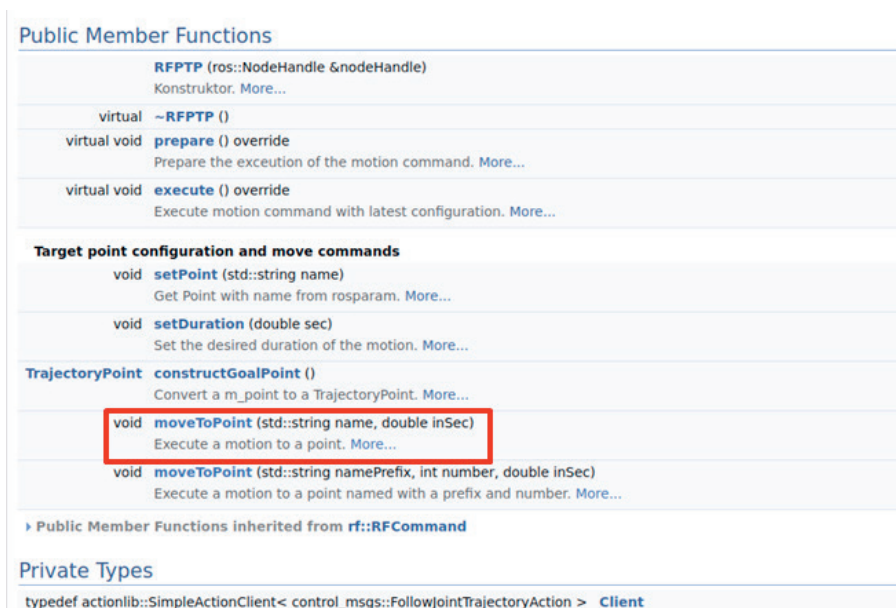 Public Member Functions
RFPTP (ros::NodeHandle &nodeHandle)
Konstruktor. More...
virtual ~RFPTP ()
virtual void prepare () override
Prepare the exceution of the motion command. More...
virtual void execute () override
Execute motion command with latest configuration. More...
Target point configuration and move commands
void setPoint (std::string name)
Get Point with name from rosparam. More...
void setDuration (double sec)
Set the desired duration of the motion. More...
TrajectoryPoint constructGoalPoint ()
Convert a m_point to a TrajectoryPoint. More...
void moveToPoint (std::string name, double inSec)
Execute a motion to a point. More...
void moveToPoint (std::string namePrefix, int number, double inSec)
Execute a motion to a point named with a prefix and number. More...
Public Member Functions inherited from rf::RFCommand
Private Types
typedef actionlib::SimpleActionClient< control_msgs::FollowJointTrajectoryAction > Client